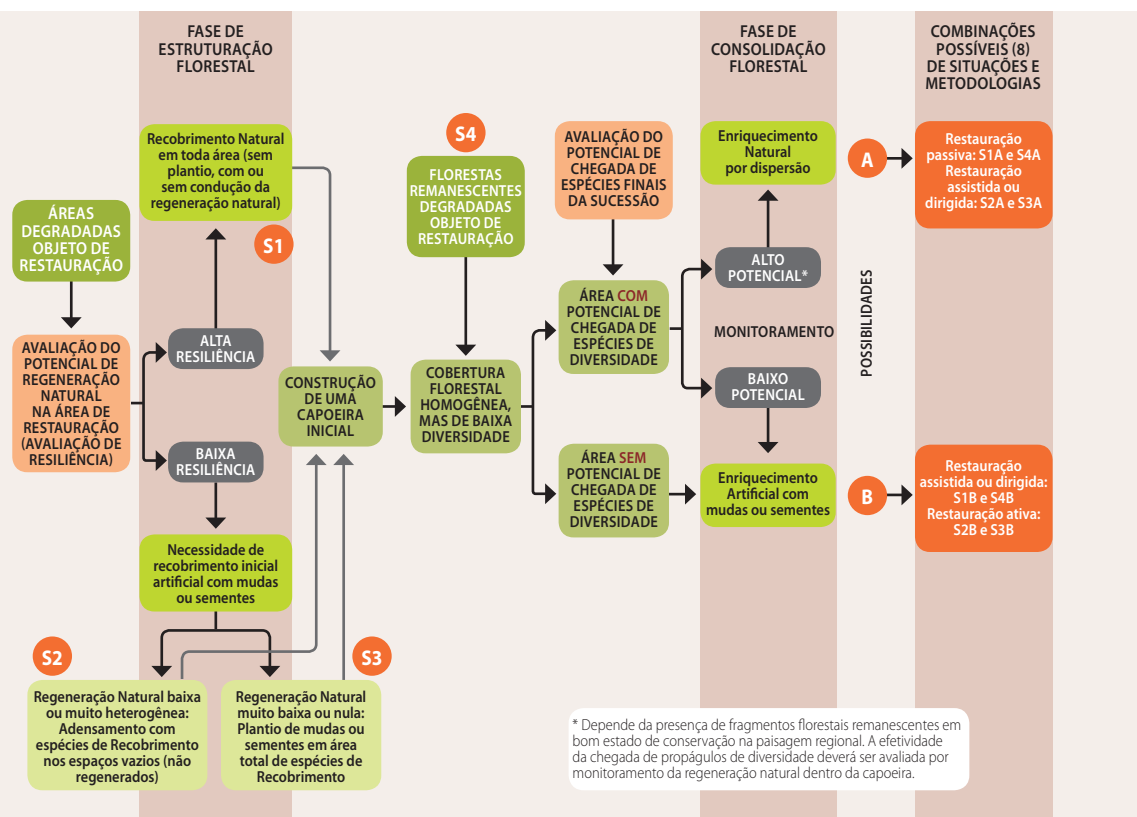 FASE DE
ESTRUTURAÇÃO
FLORESTAL
FASE DE
CONSOLIDAÇÃO
FLORESTAL
COMBINAÇÕES
POSSÍVEIS (8)
DE SITUAÇÕES E
METODOLOGIAS
ÁREAS
DEGRADADAS
OBJETO DE
RESTAURAÇÃO
AVALIAÇÃO DO
POTENCIAL DE
REGENERAÇÃO
NATURAL
NA ÁREA DE
RESTAURAÇÃO
(AVALIAÇÃO DE
RESILIÊNCIA)
Recobrimento Natural
em toda área (sem
plantio, com ou
sem condução da
regeneração natural)
S1
ALTA
RESILIÊNCIA
BAIXA
RESILIÊNCIA
Necessidade de
recobrimento inicial
artificial com mudas
ou sementes
S2
Regeneração Natural baixa
ou muito heterogênea:
Adensamento com
espécies de Recobrimento
nos espaços vazios (não
regenerados)
S3
Regeneração Natural
muito baixa ou nula:
Plantio de mudas ou
sementes em área
total de espécies de
Recobrimento
CONSTRUÇÃO
DE UMA
CAPOEIRA
INICIAL
S4
FLORESTAS
REMANESCENTES
DEGRADADAS
OBJETO DE
RESTAURAÇÃO
COBERTURA
FLORESTAL
HOMOGÊNEA,
MAS DE BAIXA
DIVERSIDADE
AVALIAÇÃO DO
POTENCIAL DE
CHEGADA DE
ESPÉCIES FINAIS
DA SUCESSÃO
ÁREA COM
POTENCIAL DE
CHEGADA DE
ESPÉCIES DE
DIVERSIDADE
ÁREA SEM
POTENCIAL DE
CHEGADA DE
ESPÉCIES DE
DIVERSIDADE
Enriquecimento
Natural
por dispersão
ALTO
POTENCIAL*
MONITORAMENTO
BAIXO
POTENCIAL
Enriquecimento
Artificial com
mudas ou sementes
POSSIBILIDADES
A
Restauração
passiva: S1A e S4A
Restauração
assistida ou
dirigida: S2A e S3A
B
Restauração
assistida ou dirigida:
S1B e S4B
Restauração ativa:
S2B e S3B
* Depende da presença de fragmentos florestais remanescentes em
bom estado de conservação na paisagem regional. A efetividade
da chegada de propágulos de diversidade deverá ser avaliada por
monitoramento da regeneração natural dentro da capoeira.